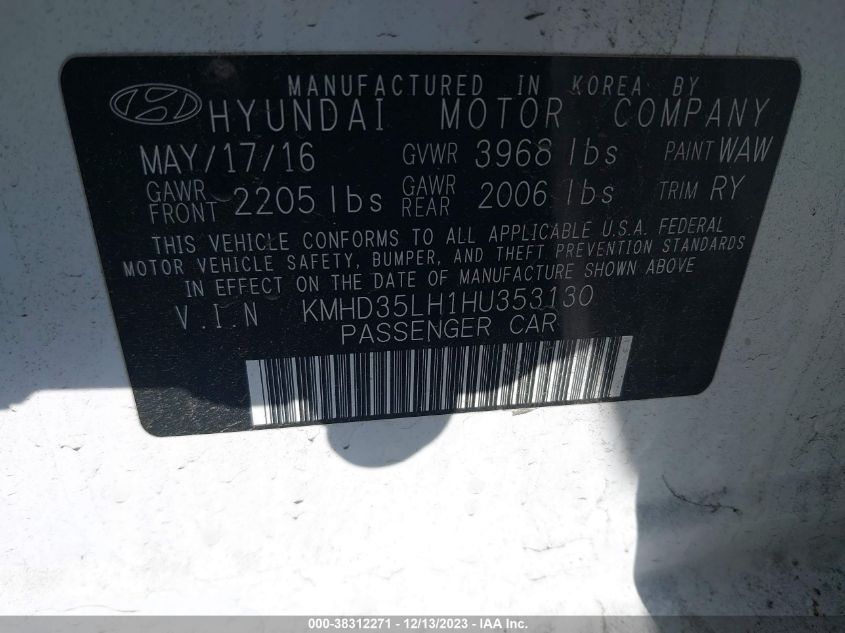 MANUFACTURED IN KOREA BY
HYUNDAI MOTOR COMPANY
MAY/17/16 GVWR 3968 lbs PAINT WAW
GAWR FRONT 2205 lbs GAWR REAR 2006 lbs TRIM RY
THIS VEHICLE CONFORMS TO ALL APPLICABLE U.S.A. FEDERAL
MOTOR VEHICLE SAFETY, BUMPER, AND THEFT PREVENTION STANDARDS
IN EFFECT ON THE DATE OF MANUFACTURE SHOWN ABOVE
V.I.N KMHD35LH1HU353130
PASSENGER CAR
000-38312271 - 12/13/2023 - IMG_SERVER